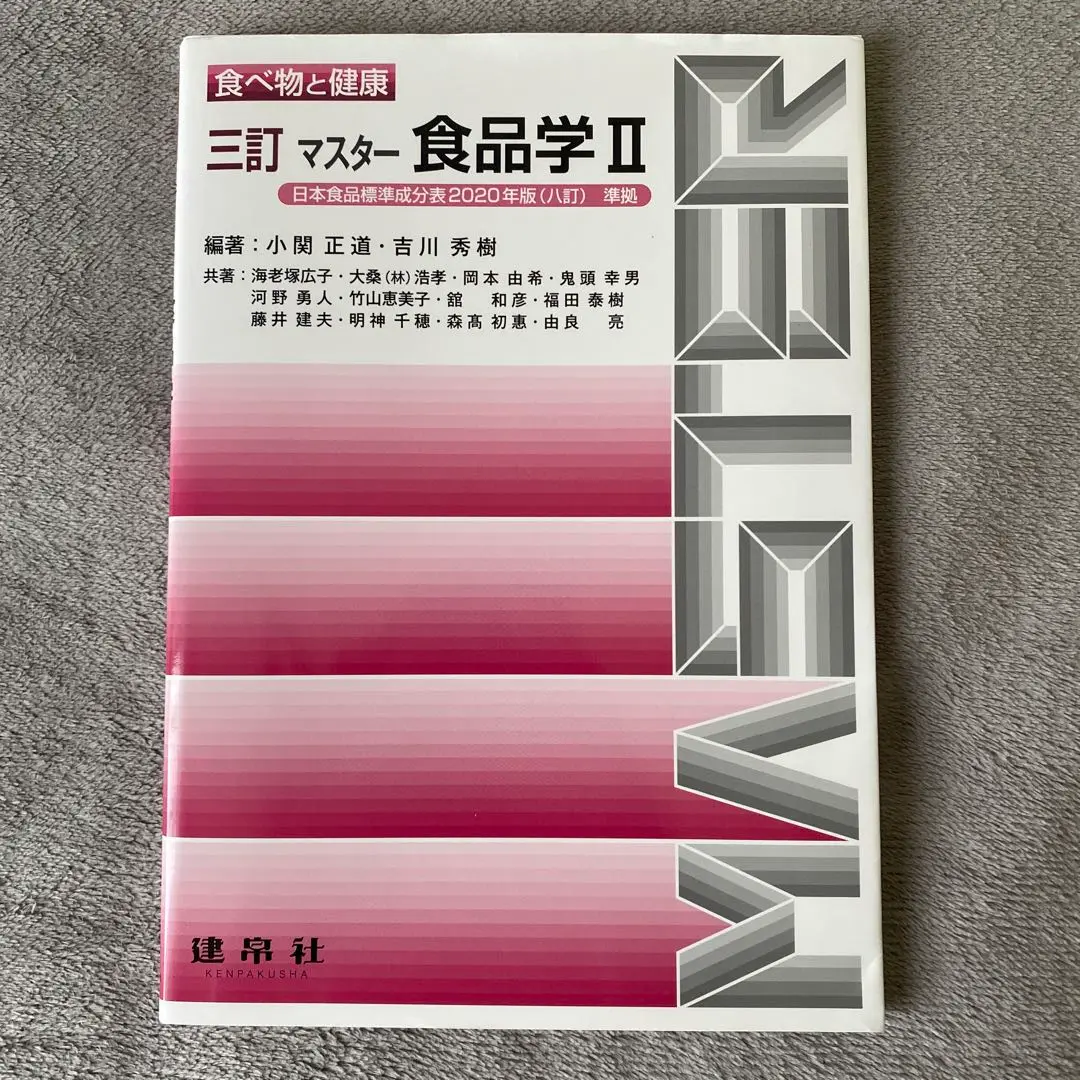 食べ物と健康
三訂 マスター 食品学Ⅱ
日本食品標準成分表2020年版(八訂) 準拠
編著:小関 正道・吉川 秀樹
共著:海老塚広子・大桑(林)浩孝・岡本 由希・鬼頭 幸男
河野 勇人・竹山恵美子・舘 和彦・福田 泰樹
藤井 建夫・明神 千穂・森髙 初惠・由良 亮
MASTER
建帛社
KENPAKUSHA